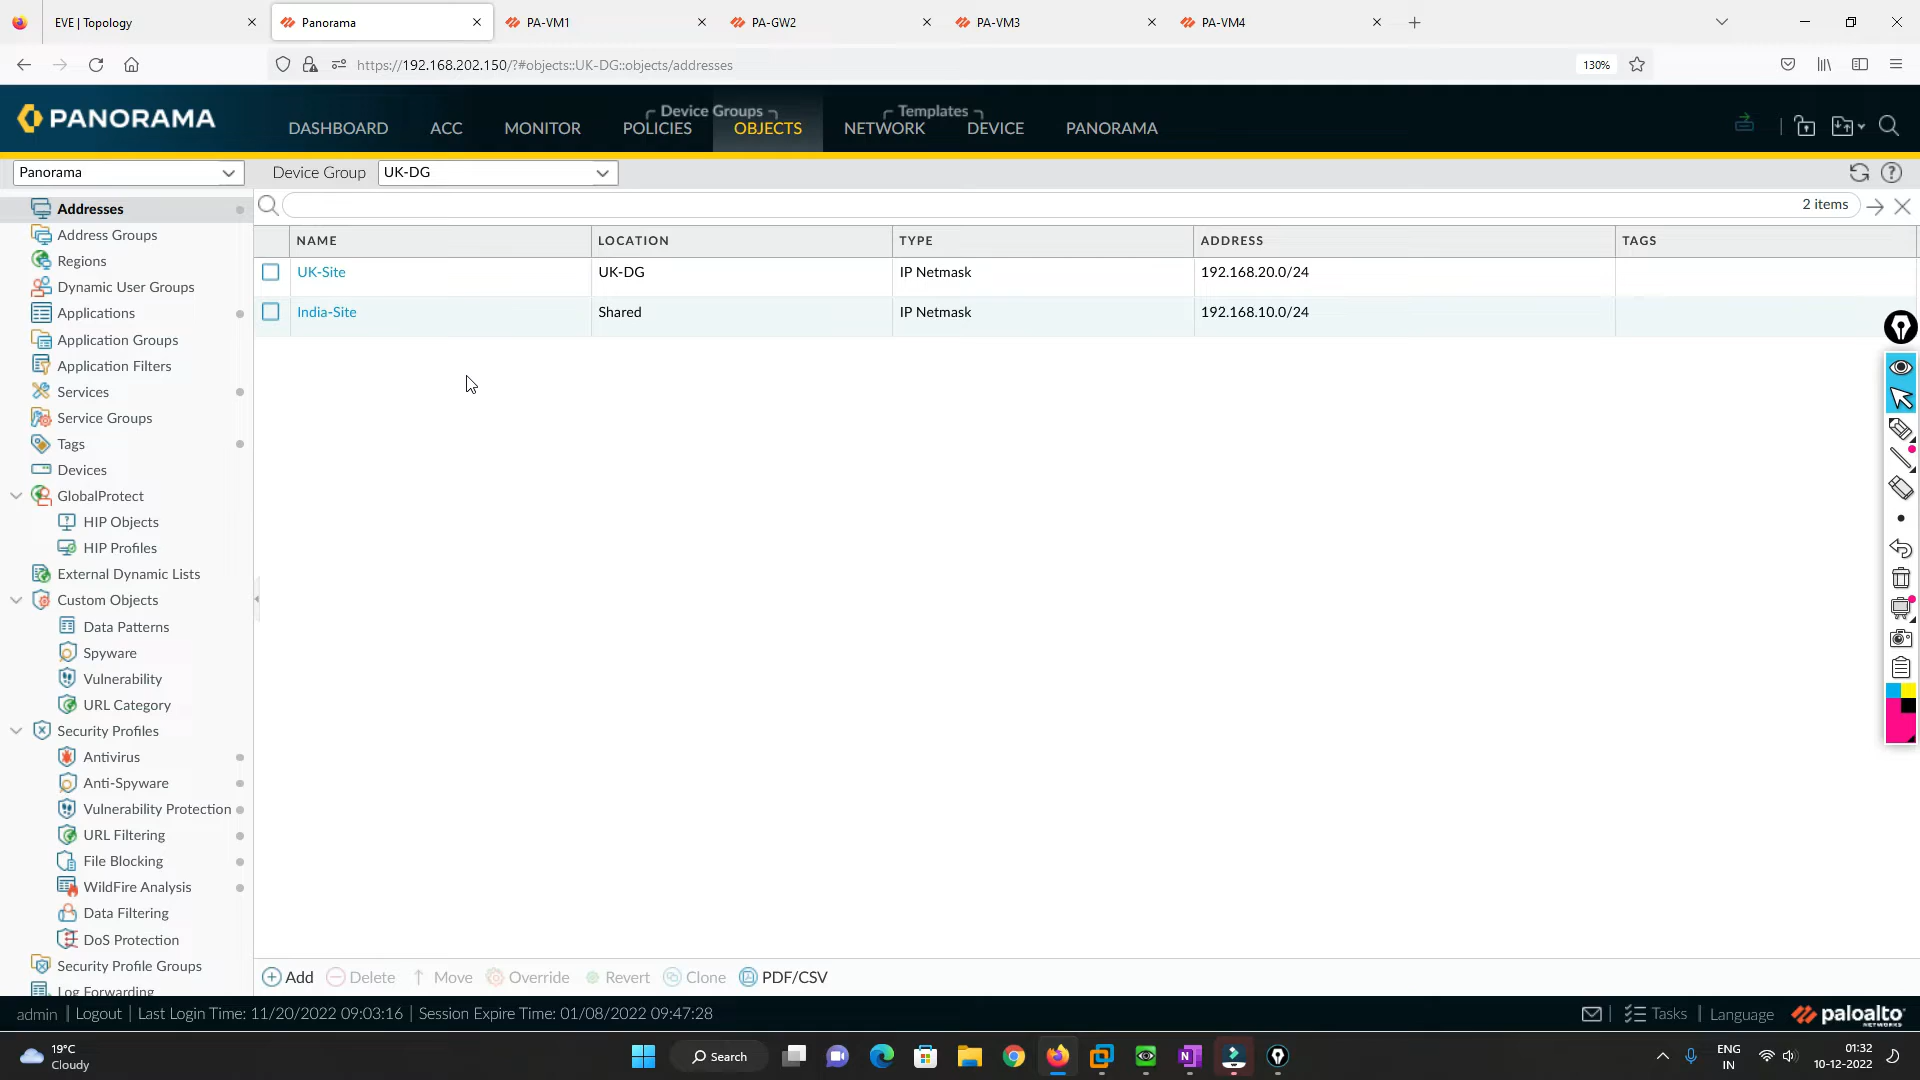 EVE | Topology
Panorama
PA-VM1
PA-GW2
PA-VM3
PA-VM4
https://192.168.202.150/?#objects::UK-DG::objects/addresses
130%
PANORAMA
DASHBOARD
ACC
MONITOR
Device Groups
POLICIES
OBJECTS
Templates
NETWORK
DEVICE
PANORAMA
Panorama
Device Group
UK-DG
2 items
NAME LOCATION TYPE ADDRESS TAGS
UK-Site UK-DG IP Netmask 192.168.20.0/24
India-Site Shared IP Netmask 192.168.10.0/24
Addresses
Address Groups
Regions
Dynamic User Groups
Applications
Application Groups
Application Filters
Services
Service Groups
Tags
Devices
GlobalProtect
HIP Objects
HIP Profiles
External Dynamic Lists
Custom Objects
Data Patterns
Spyware
Vulnerability
URL Category
Security Profiles
Antivirus
Anti-Spyware
Vulnerability Protection
URL Filtering
File Blocking
WildFire Analysis
Data Filtering
DoS Protection
Security Profile Groups
Log Forwarding
Add Delete Move Override Revert Clone PDF/CSV
admin | Logout | Last Login Time: 11/20/2022 09:03:16 | Session Expire Time: 01/08/2022 09:47:28
Tasks | Language
paloalto
NETWORKS
19°C
Cloudy
Search
ENG
IN
01:32
10-12-2022